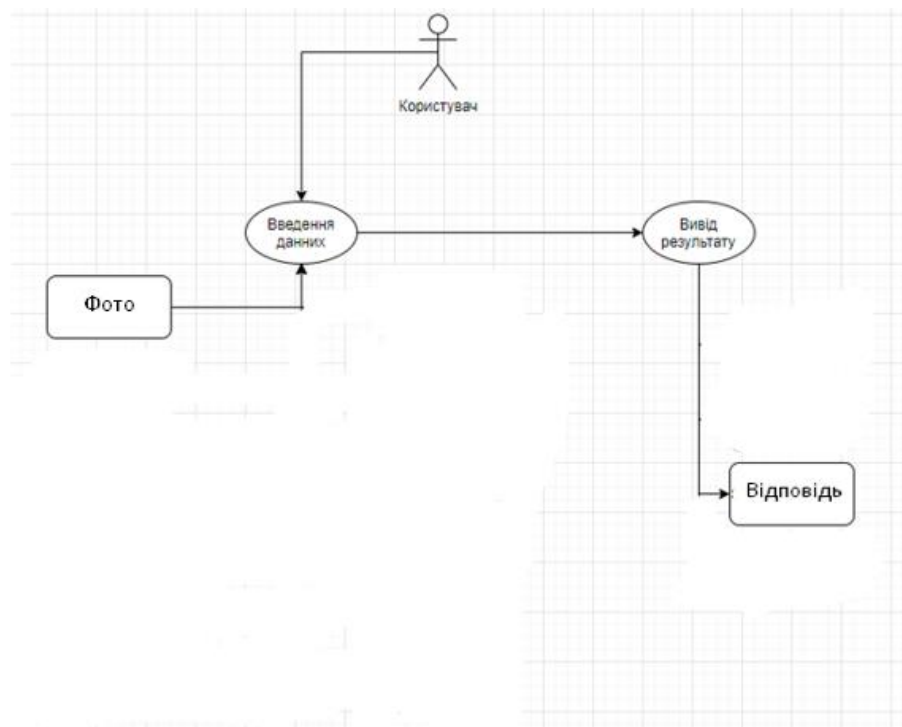 Користувач
Введення
данних
Вивід
результату
Фото
Відповідь